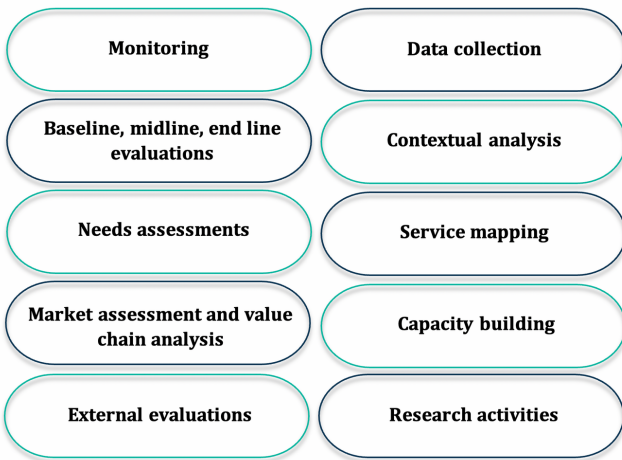 Monitoring
Data collection
Baseline, midline, end line
evaluations
Contextual analysis
Needs assessments
Service mapping
Market assessment and value
chain analysis
Capacity building
External evaluations
Research activities